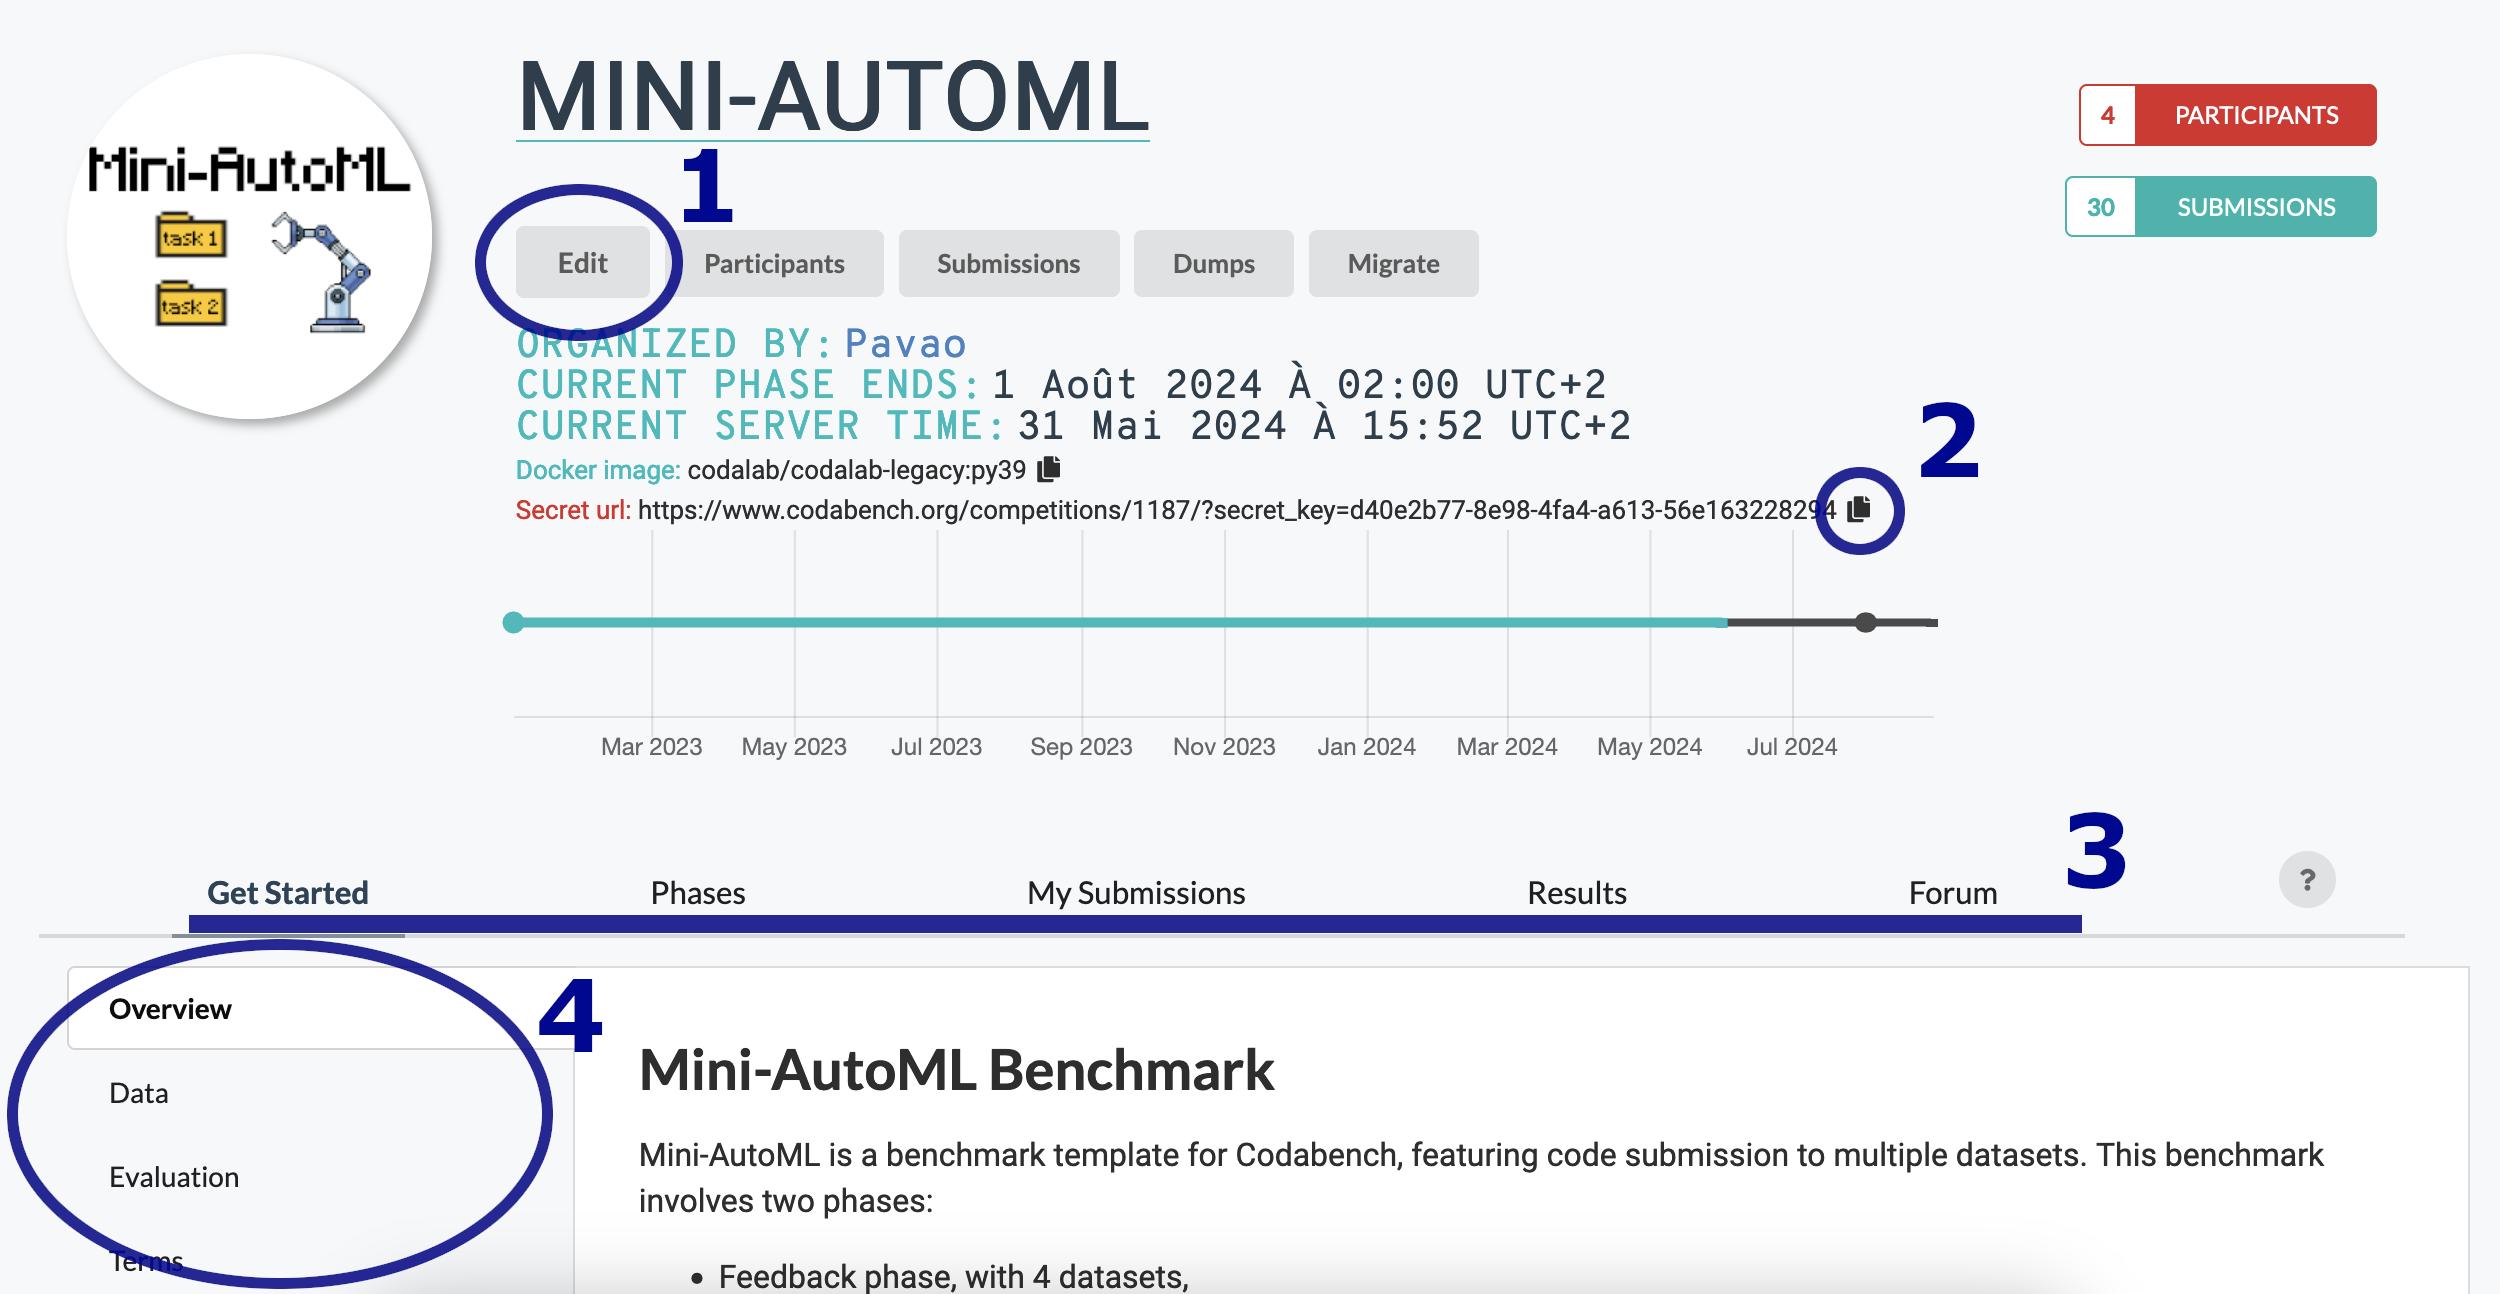 MINI-AUTOML
4 PARTICIPANTS
Mini-AutoML
task 1
task 2
1
30 SUBMISSIONS
Edit Participants Submissions Dumps Migrate
ORGANIZED BY: Pavao
CURRENT PHASE ENDS: 1 Août 2024 À 02:00 UTC+2
CURRENT SERVER TIME: 31 Mai 2024 À 15:52 UTC+2
2
Docker image: codalab/codalab-legacy:py39
Secret url: https://www.codabench.org/competitions/1187/?secret_key=d40e2b77-8e98-4fa4-a613-56e163228294
Mar 2023 May 2023 Jul 2023 Sep 2023 Nov 2023 Jan 2024 Mar 2024 May 2024 Jul 2024
3
Get Started Phases My Submissions Results Forum ?
4
Overview
Data
Evaluation
Terms
Mini-AutoML Benchmark
Mini-AutoML is a benchmark template for Codabench, featuring code submission to multiple datasets. This benchmark
involves two phases:
• Feedback phase, with 4 datasets,